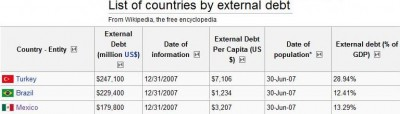 List of countries by external debt
From Wikipedia, the free encyclopedia
Country - Entity External Debt (million US$) Date of information External Debt Per Capita (US $) Date of population* External debt (% of GDP)
Turkey $247,100 12/31/2007 $7,106 30-Jun-07 28.94%
Brazil $229,400 12/31/2007 $1,234 30-Jun-07 12.41%
Mexico $179,800 12/31/2007 $3,207 30-Jun-07 13.29%